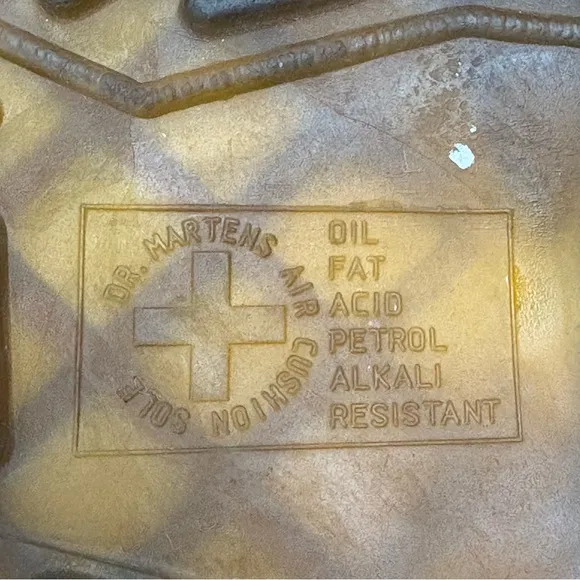 DR. MARTENS AIR CUSHION SOLE
OIL
FAT
ACID
PETROL
ALKALI
RESISTANT